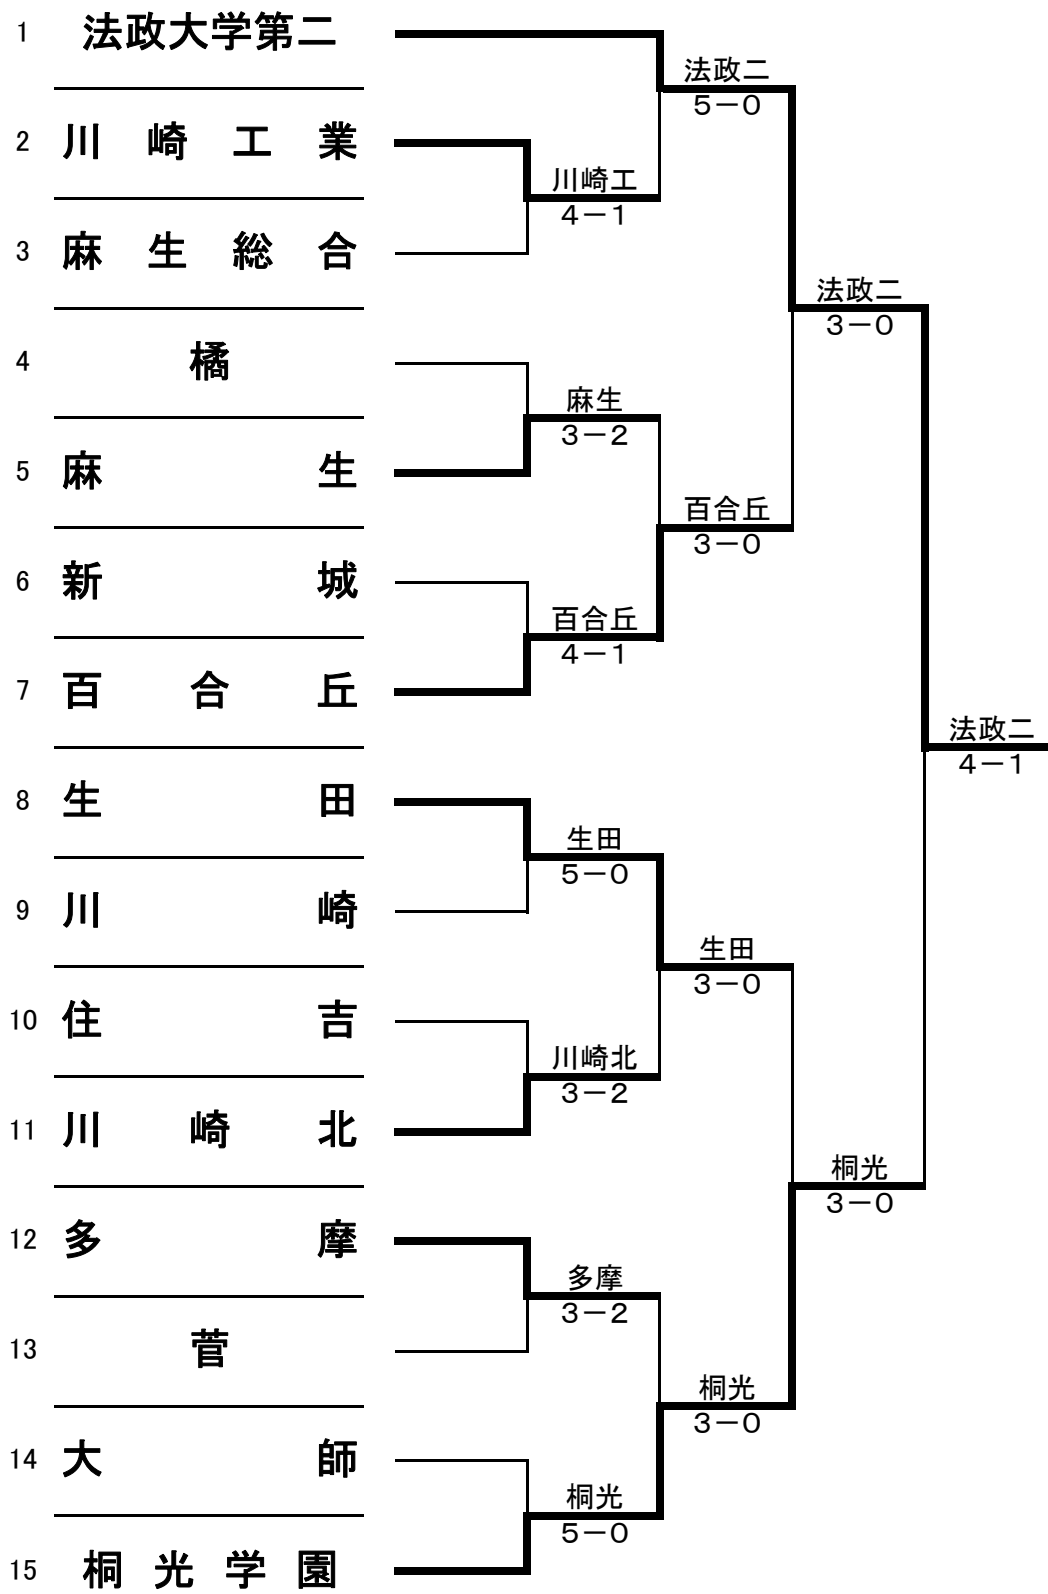 1 法政大学第二
法政二
5－0
2 川崎工業
川崎工
4－1
3 麻生総合
法政二
3－0
4 橘
麻生
3－2
5 麻生
百合丘
3－0
6 新城
百合丘
4－1
7 百合丘
法政二
4－1
8 生田
生田
5－0
9 川崎
生田
3－0
10 住吉
川崎北
3－2
11 川崎北
桐光
3－0
12 多摩
多摩
3－2
13 菅
桐光
3－0
14 大師
桐光
5－0
15 桐光学園